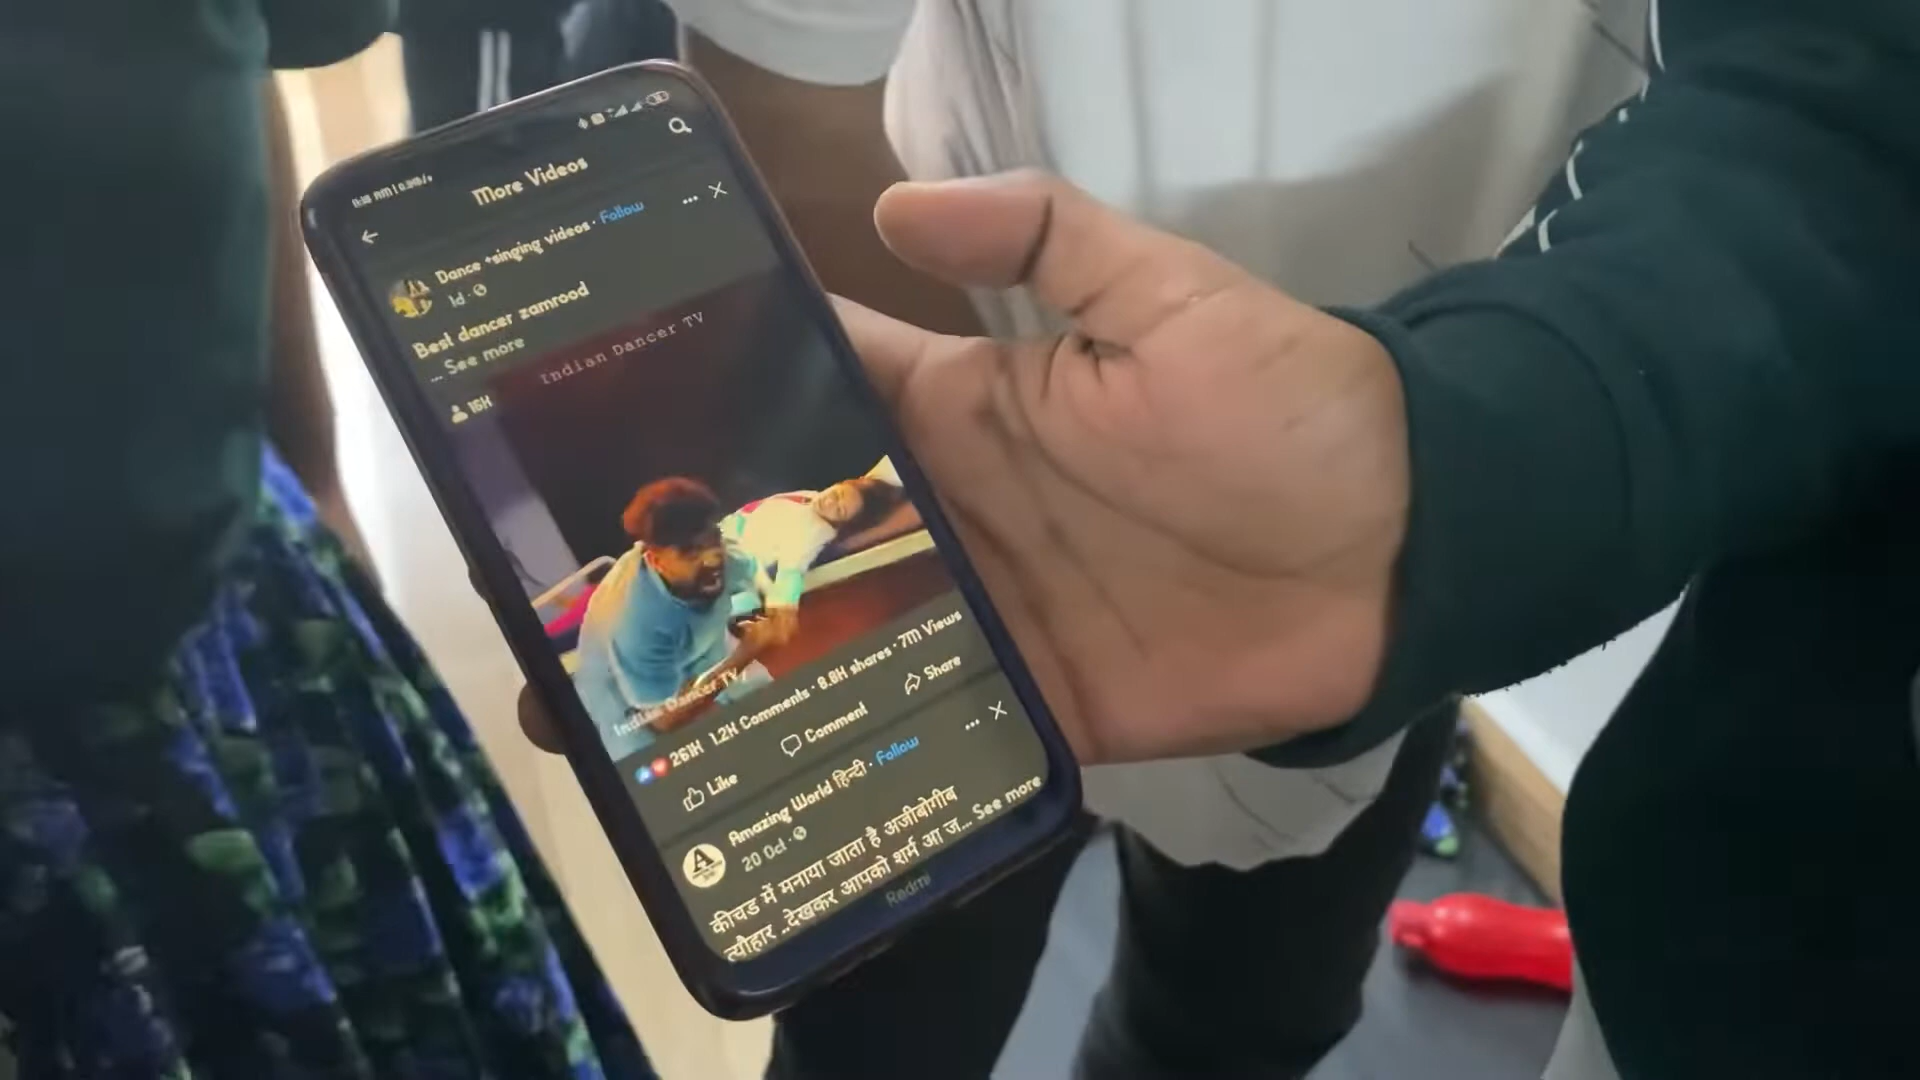 More Videos
Dance +singing videos · Follow
1d ·
Best dancer zamrood
... See more
Indian Dancer TV
16K
Indian Dancer TV
261K 1.2K Comments · 8.8K shares · 7M Views
Like Comment Share
Amazing World हिन्दी · Follow
20 Oct ·
कीचड में मनाया जाता है अजीबोगीब
त्यौहार ..देखकर आपको शर्म आ ज... See more
Redmi